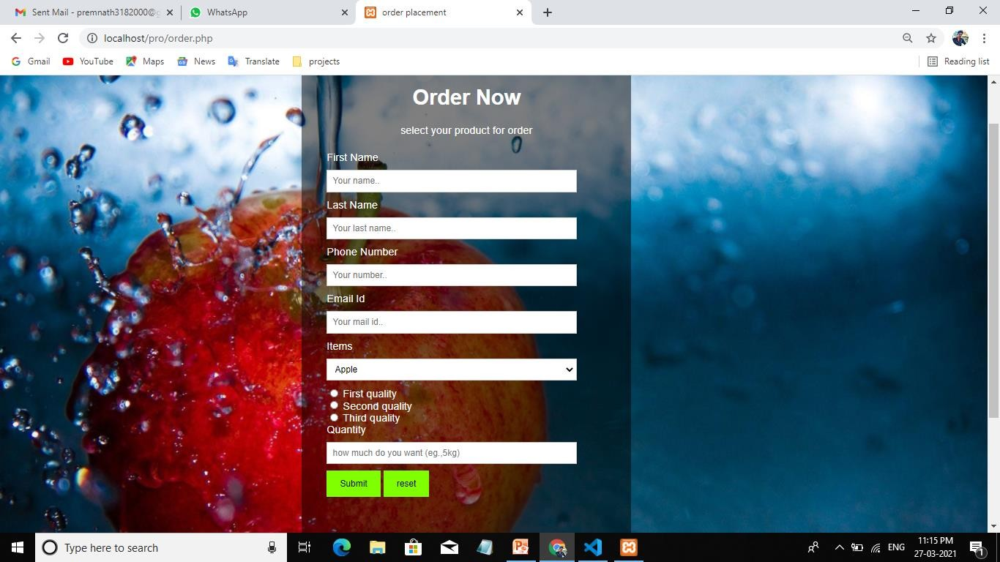 Sent Mail - premnath3182000@g
WhatsApp
order placement
localhost/pro/order.php
Gmail YouTube Maps News Translate projects Reading list
Order Now
select your product for order
First Name
Your name..
Last Name
Your last name..
Phone Number
Your number..
Email Id
Your mail id..
Items
Apple
First quality
Second quality
Third quality
Quantity
how much do you want (eg.,5kg)
Submit reset
Type here to search
ENG
11:15 PM
27-03-2021
1